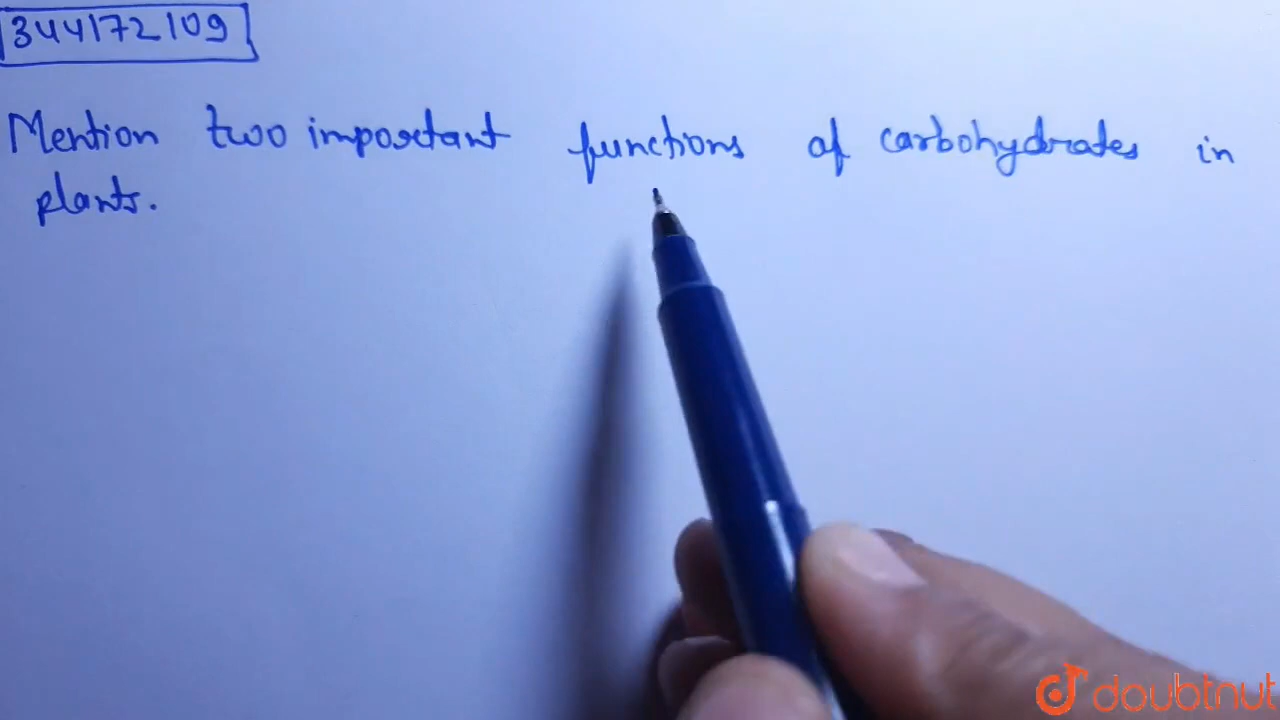 344172109
Mention two important functions of carbohydrates in
plants.
doubtnut